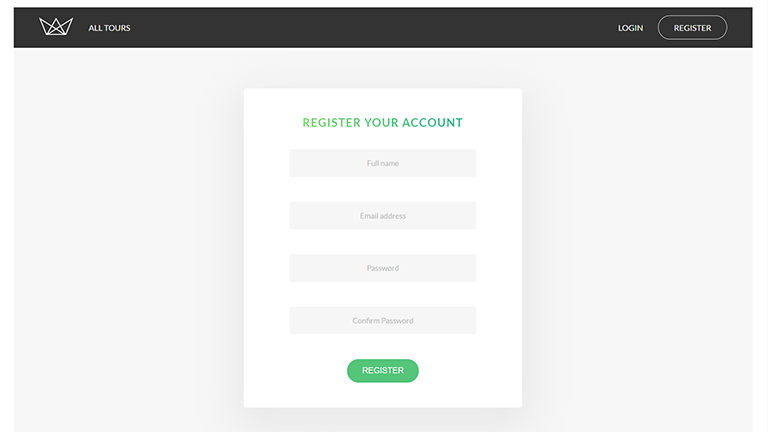 ALL TOURS
LOGIN
REGISTER
REGISTER YOUR ACCOUNT
Full name
Email address
Password
Confirm Password
REGISTER